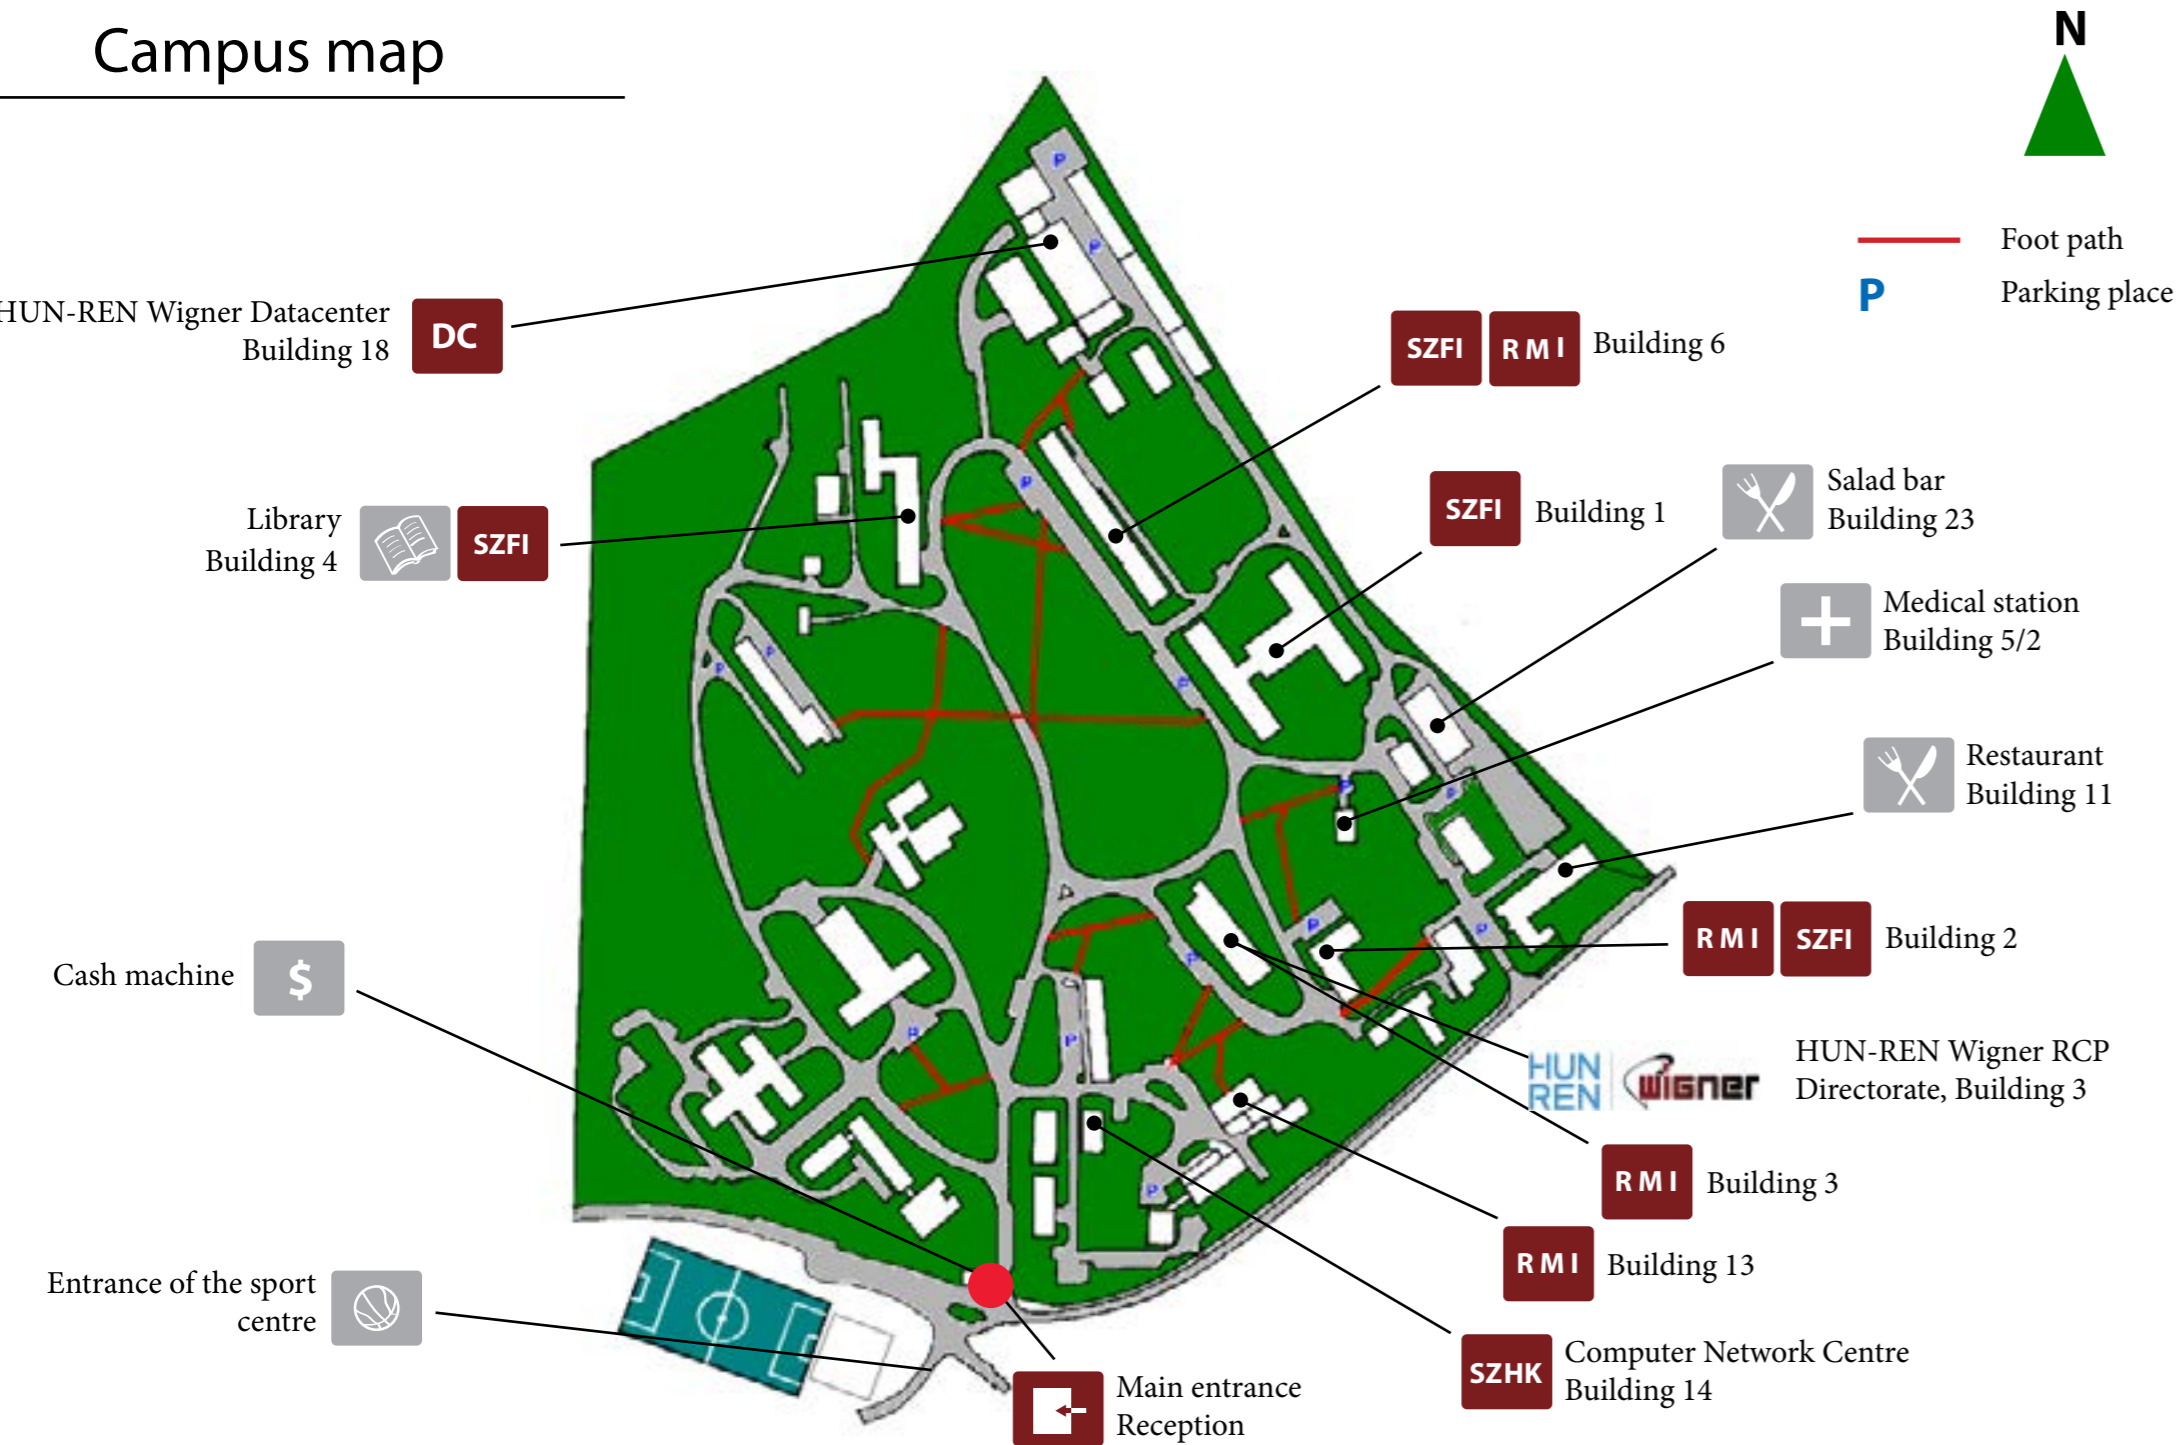 Campus map
N
Foot path
P
Parking place
HUN-REN Wigner Datacenter
Building 18
DC
SZFI
RMI
Building 6
Library
Building 4
SZFI
SZFI
Building 1
Salad bar
Building 23
Medical station
Building 5/2
Restaurant
Building 11
RMI
SZFI
Building 2
Cash machine
$
HUN
REN
wigner
HUN-REN Wigner RCP
Directorate, Building 3
RMI
Building 3
RMI
Building 13
Entrance of the sport
centre
SZHK
Computer Network Centre
Building 14
Main entrance
Reception
P
P
P
P
P
P
P
P
P
P
P
P
P
P